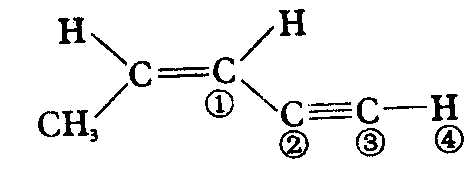 H H
C=C
①
CH₃ C≡C—H
② ③ ④